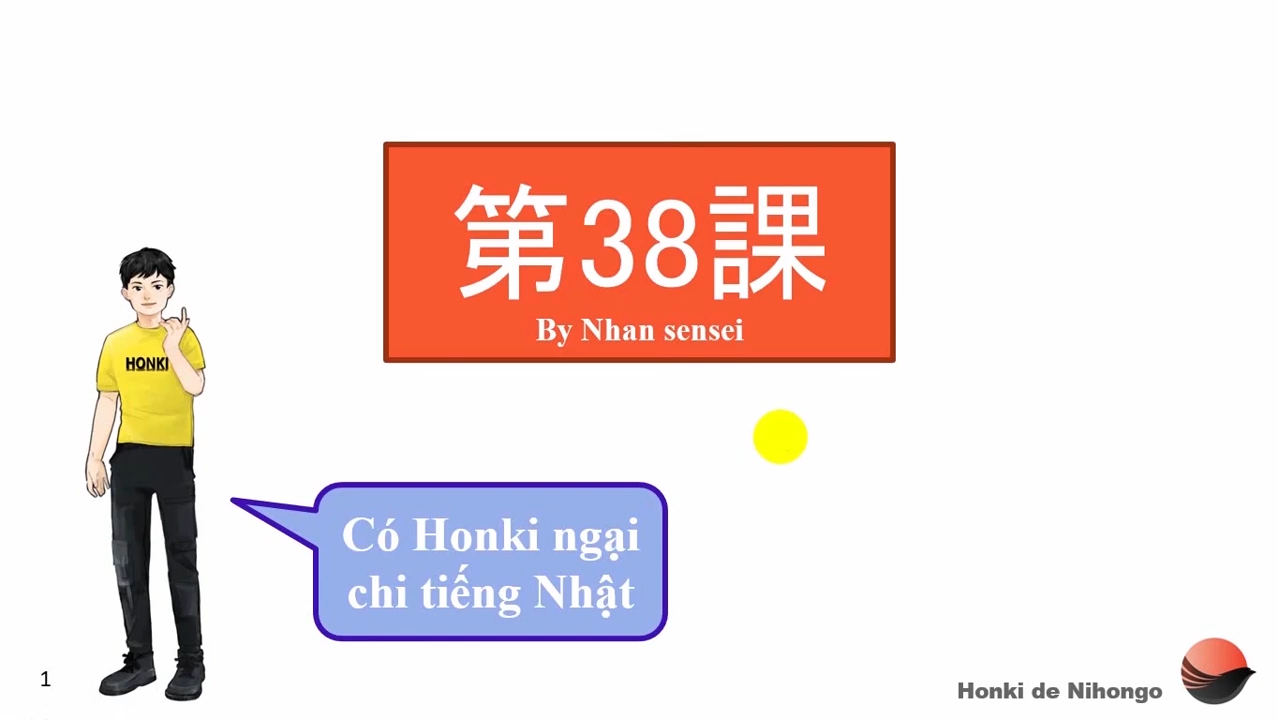 第38課
By Nhan sensei
HONKI
Có Honki ngại
chi tiếng Nhật
1
Honki de Nihongo